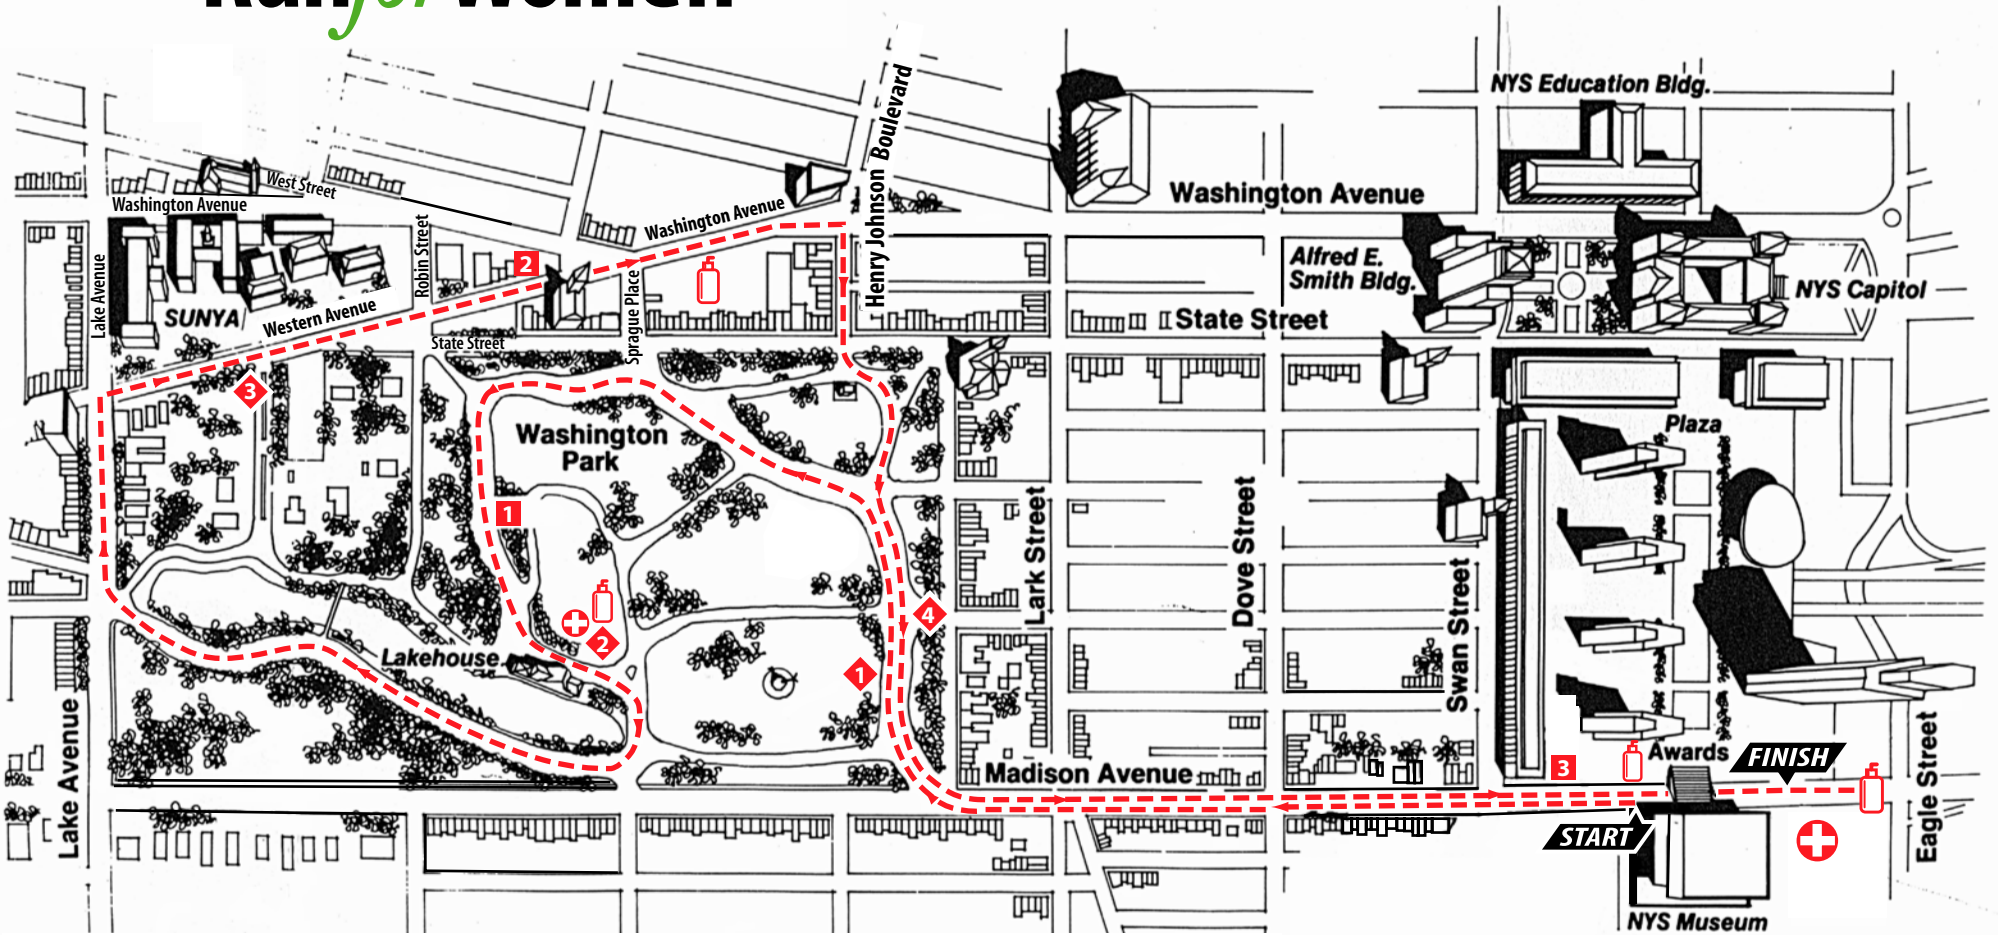 Run for Women
Henry Johnson Boulevard
NYS Education Bldg.
West Street
Washington Avenue
Washington Avenue
Washington Avenue
Robin Street
Lake Avenue
2
Alfred E.
Smith Bldg.
NYS Capitol
SUNYA
Western Avenue
Sprague Place
State Street
State Street
3
Washington
Park
Plaza
1
Lark Street
Dove Street
Swan Street
2
4
1
Lakehouse
Lake Avenue
Madison Avenue
3
Awards
FINISH
START
Eagle Street
NYS Museum